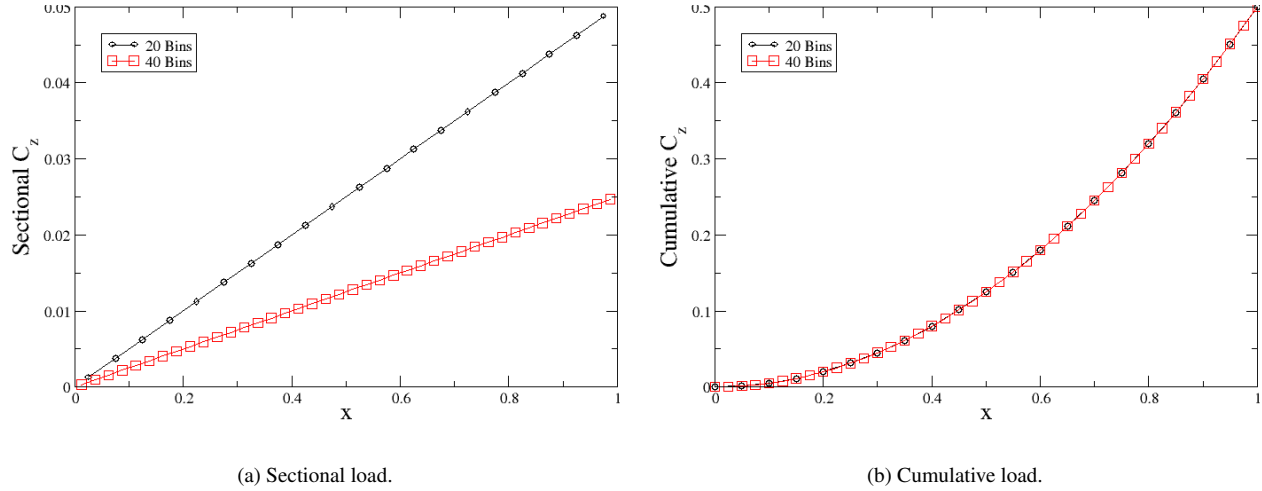 0.05
0.04
0.03
0.02
0.01
0
0
0.2
0.4
0.6
0.8
1
x
Sectional C_z
20 Bins
40 Bins
(a) Sectional load.
0.5
0.4
0.3
0.2
0.1
0
0
0.2
0.4
0.6
0.8
1
x
Cumulative C_z
20 Bins
40 Bins
(b) Cumulative load.